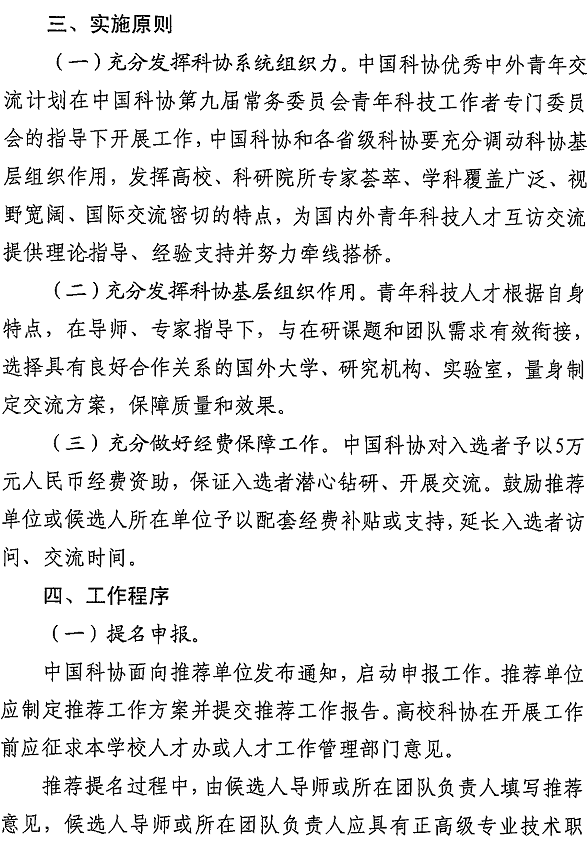 三、实施原则
（一）充分发挥科协系统组织力。中国科协优秀中外青年交
流计划在中国科协第九届常务委员会青年科技工作者专门委员
会的指导下开展工作，中国科协和各省级科协要充分调动科协基
层组织作用，发挥高校、科研院所专家荟萃、学科覆盖广泛、视
野宽阔、国际交流密切的特点，为国内外青年科技人才互访交流
提供理论指导、经验支持并努力牵线搭桥。
（二）充分发挥科协基层组织作用。青年科技人才根据自身
特点，在导师、专家指导下，与在研课题和团队需求有效衔接，
选择具有良好合作关系的国外大学、研究机构、实验室，量身制
定交流方案，保障质量和效果。
（三）充分做好经费保障工作。中国科协对入选者予以5万
元人民币经费资助，保证入选者潜心钻研、开展交流。鼓励推荐
单位或候选人所在单位予以配套经费补贴或支持，延长入选者访
问、交流时间。
四、工作程序
（一）提名申报。
中国科协面向推荐单位发布通知，启动申报工作。推荐单位
应制定推荐工作方案并提交推荐工作报告。高校科协在开展工作
前应征求本学校人才办或人才工作管理部门意见。
推荐提名过程中，由候选人导师或所在团队负责人填写推荐
意见，候选人导师或所在团队负责人应具有正高级专业技术职